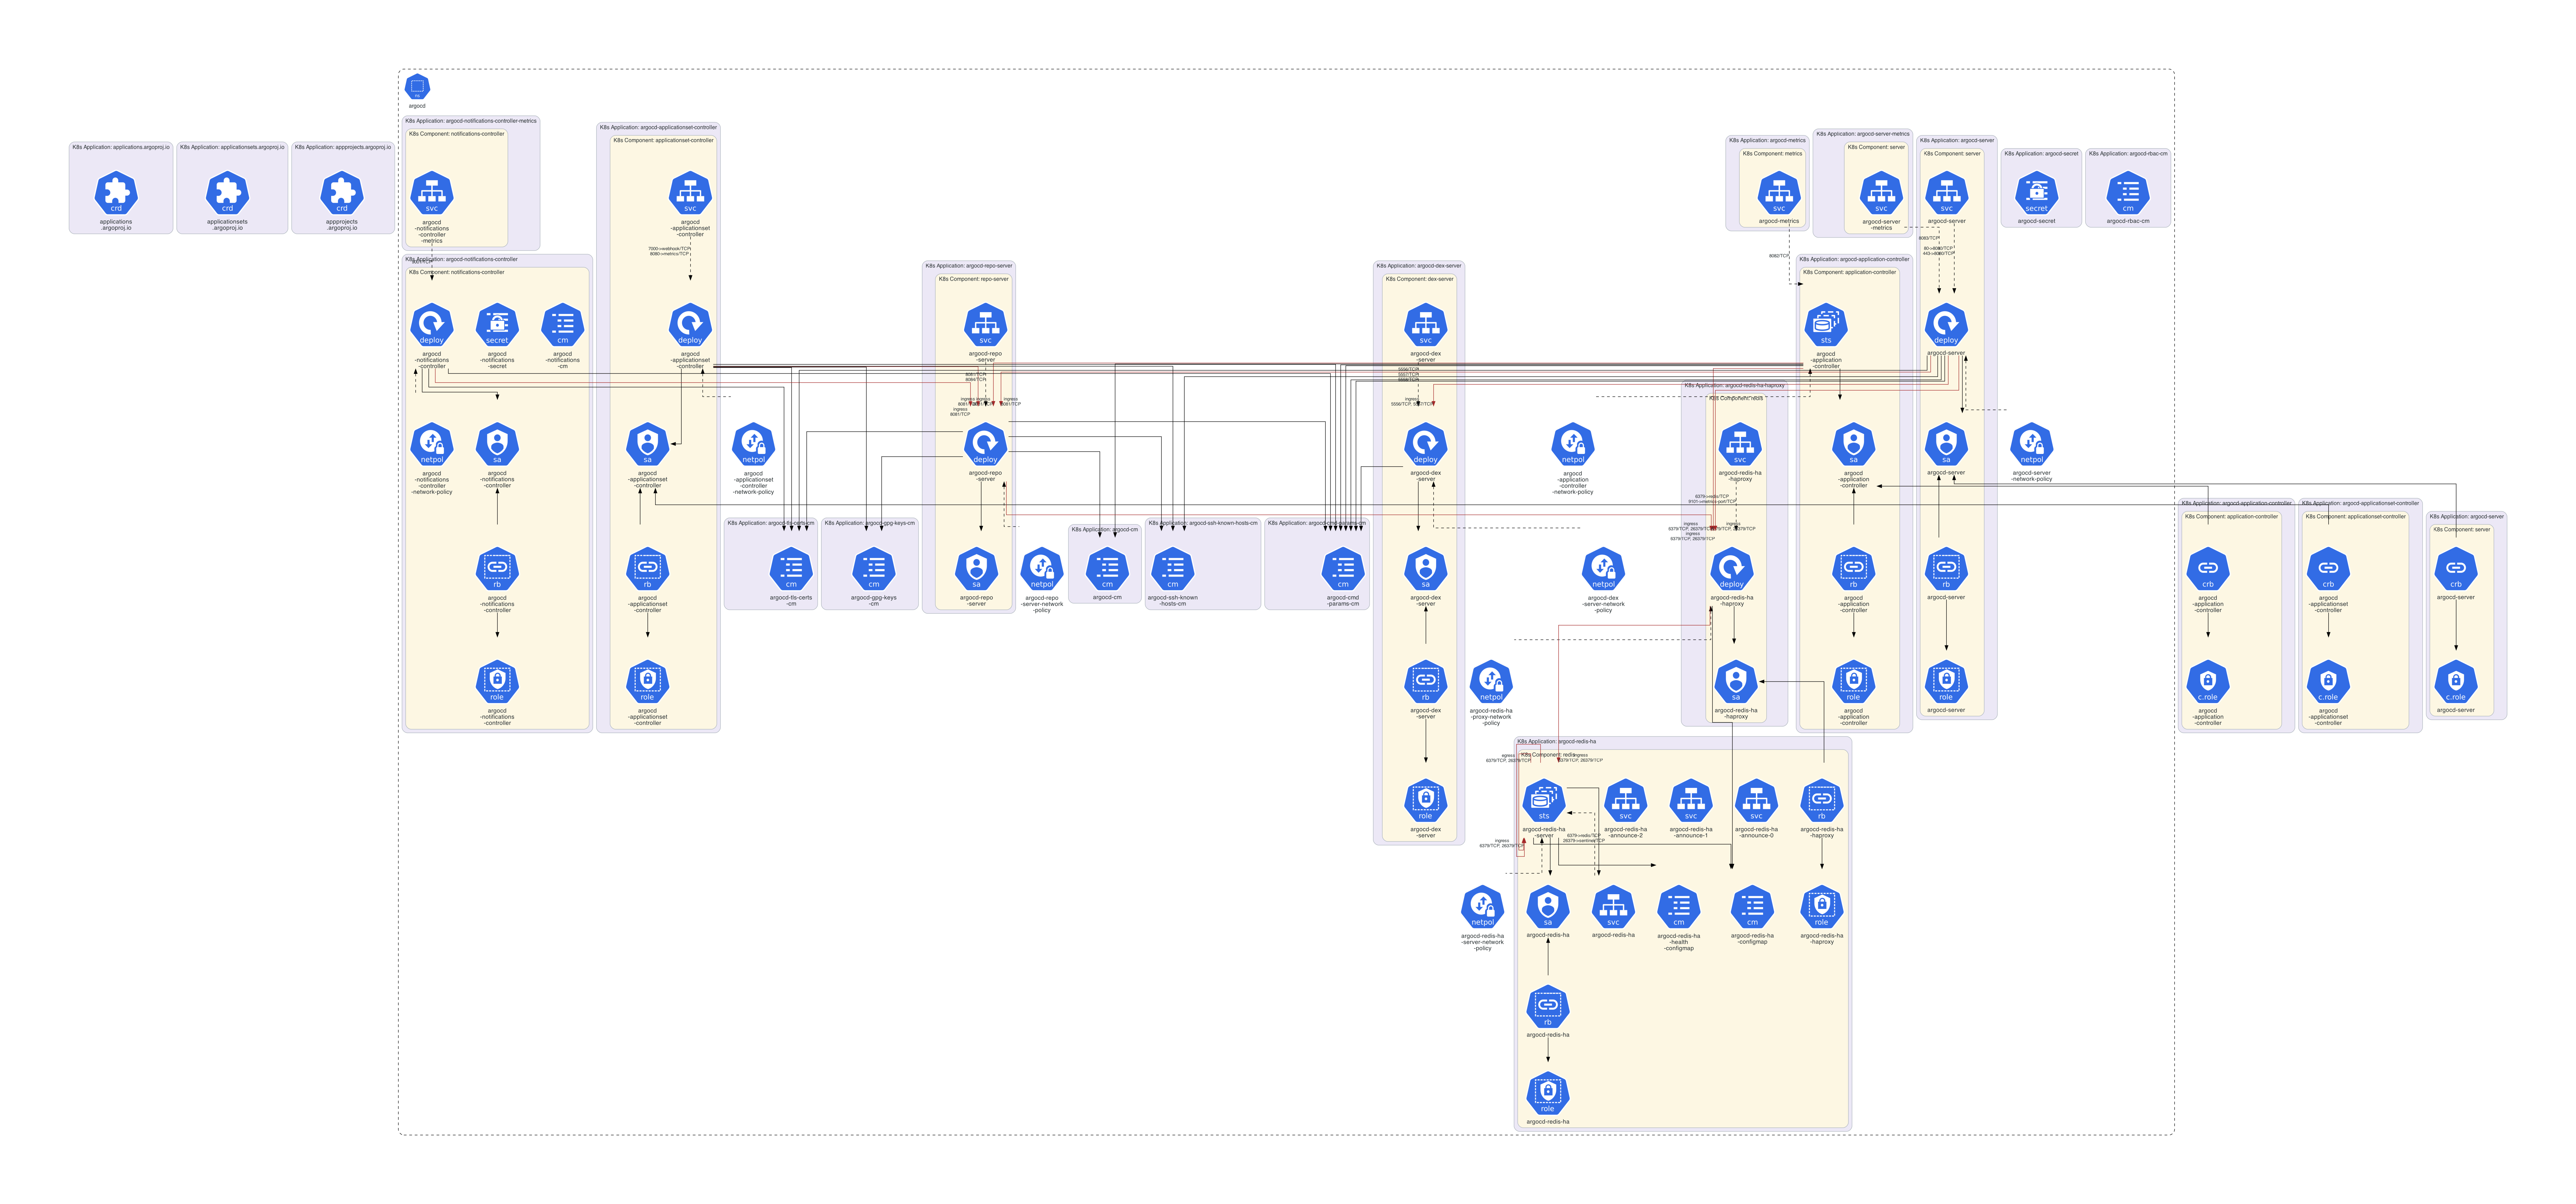 ns
argocd
K8s Application: applications.argoproj.io
crd
applications
.argoproj.io
K8s Application: applicationsets.argoproj.io
crd
applicationsets
.argoproj.io
K8s Application: appprojects.argoproj.io
crd
appprojects
.argoproj.io
K8s Application: argocd-notifications-controller-metrics
K8s Component: notifications-controller
svc
argocd
-notifications
-controller
-metrics
K8s Application: argocd-notifications-controller
K8s Component: notifications-controller
deploy
argocd
-notifications
-controller
secret
argocd
-notifications
-secret
cm
argocd
-notifications
-cm
netpol
argocd
-notifications
-controller
-network-policy
sa
argocd
-notifications
-controller
rb
argocd
-notifications
-controller
role
argocd
-notifications
-controller
K8s Application: argocd-applicationset-controller
K8s Component: applicationset-controller
svc
argocd
-applicationset
-controller
7000->webhook/TCP
8080->metrics/TCP
deploy
argocd
-applicationset
-controller
sa
argocd
-applicationset
-controller
rb
argocd
-applicationset
-controller
role
argocd
-applicationset
-controller
netpol
argocd
-applicationset
-controller
-network-policy
K8s Application: argocd-tls-certs-cm
cm
argocd-tls-certs
-cm
K8s Application: argocd-gpg-keys-cm
cm
argocd-gpg-keys
-cm
K8s Application: argocd-repo-server
K8s Component: repo-server
svc
argocd-repo
-server
8081/TCP
8084/TCP
ingress
8081/TCP
deploy
argocd-repo
-server
sa
argocd-repo
-server
netpol
argocd-repo
-server-network
-policy
K8s Application: argocd-cm
cm
argocd-cm
K8s Application: argocd-ssh-known-hosts-cm
cm
argocd-ssh-known
-hosts-cm
K8s Application: argocd-cmd-params-cm
cm
argocd-cmd
-params-cm
K8s Application: argocd-dex-server
K8s Component: dex-server
svc
argocd-dex
-server
5556/TCP
5557/TCP
5558/TCP
deploy
argocd-dex
-server
sa
argocd-dex
-server
rb
argocd-dex
-server
role
argocd-dex
-server
netpol
argocd
-application
-controller
-network-policy
netpol
argocd-dex
-server-network
-policy
netpol
argocd-redis-ha
-proxy-network
-policy
K8s Application: argocd-redis-ha-haproxy
K8s Component: redis
svc
argocd-redis-ha
-haproxy
6379->redis/TCP
9101->metrics-port/TCP
ingress
ingress
ingress
6379/TCP, 26379/TCP
deploy
argocd-redis-ha
-haproxy
sa
argocd-redis-ha
-haproxy
K8s Application: argocd-metrics
K8s Component: metrics
svc
argocd-metrics
8082/TCP
K8s Application: argocd-server-metrics
K8s Component: server
svc
argocd-server
-metrics
K8s Application: argocd-server
K8s Component: server
svc
argocd-server
8083/TCP
80->8080/TCP
443->8080/TCP
deploy
argocd-server
sa
argocd-server
rb
argocd-server
role
argocd-server
K8s Application: argocd-application-controller
K8s Component: application-controller
sts
argocd
-application
-controller
sa
argocd
-application
-controller
rb
argocd
-application
-controller
role
argocd
-application
-controller
K8s Application: argocd-secret
secret
argocd-secret
K8s Application: argocd-rbac-cm
cm
argocd-rbac-cm
netpol
argocd-server
-network-policy
K8s Application: argocd-application-controller
K8s Component: application-controller
crb
argocd
-application
-controller
c.role
argocd
-application
-controller
K8s Application: argocd-applicationset-controller
K8s Component: applicationset-controller
crb
argocd
-applicationset
-controller
c.role
argocd
-applicationset
-controller
K8s Application: argocd-server
K8s Component: server
crb
argocd-server
c.role
argocd-server
K8s Application: argocd-redis-ha
K8s Component: redis
egress
6379/TCP, 26379/TCP
ingress
6379/TCP, 26379/TCP
sts
argocd-redis-ha
-server
svc
argocd-redis-ha
-announce-2
svc
argocd-redis-ha
-announce-1
svc
argocd-redis-ha
-announce-0
rb
argocd-redis-ha
-haproxy
ingress
6379/TCP, 26379/TCP
6379->redis/TCP
26379->sentinel/TCP
netpol
argocd-redis-ha
-server-network
-policy
sa
argocd-redis-ha
svc
argocd-redis-ha
cm
argocd-redis-ha
-health
-configmap
cm
argocd-redis-ha
-configmap
role
argocd-redis-ha
-haproxy
rb
argocd-redis-ha
role
argocd-redis-ha